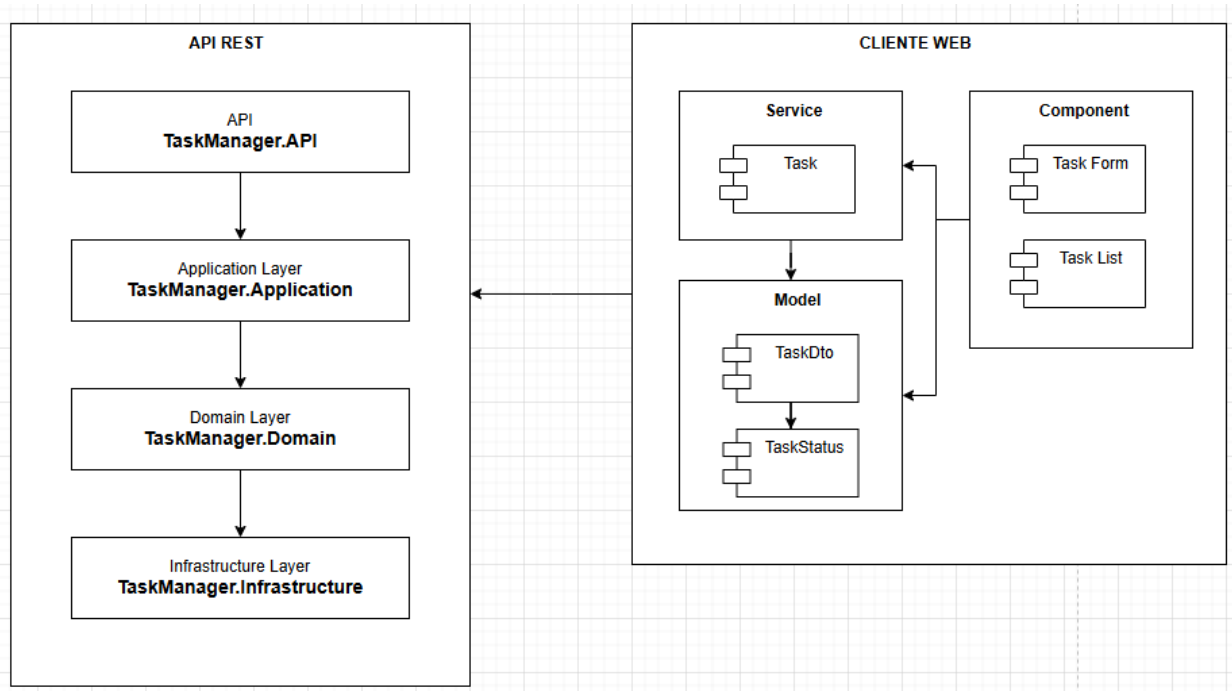 API REST
API
TaskManager.API
Application Layer
TaskManager.Application
Domain Layer
TaskManager.Domain
Infrastructure Layer
TaskManager.Infrastructure
CLIENTE WEB
Service
Task
Model
TaskDto
TaskStatus
Component
Task Form
Task List